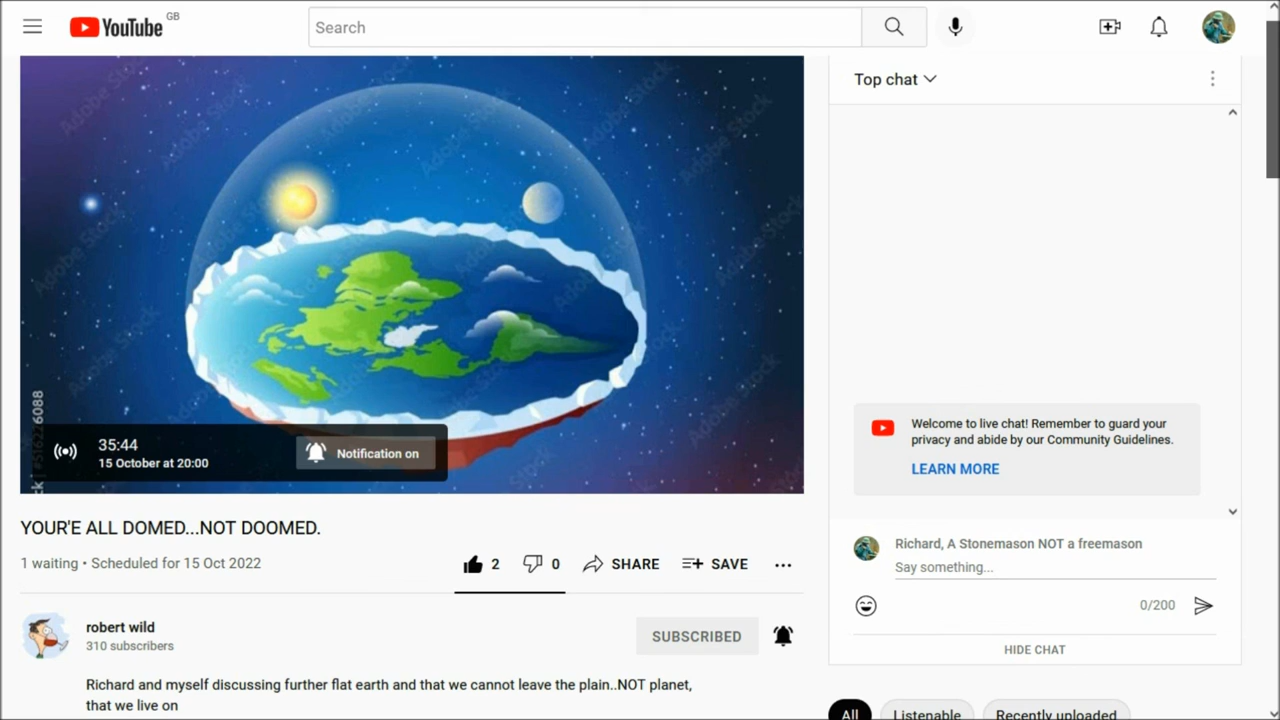 YouTube GB
Search
Top chat
Adobe Stock
35:44
15 October at 20:00
Notification on
Welcome to live chat! Remember to guard your
privacy and abide by our Community Guidelines.
LEARN MORE
YOUR'E ALL DOMED...NOT DOOMED.
1 waiting • Scheduled for 15 Oct 2022
2
0
SHARE
SAVE
Richard, A Stonemason NOT a freemason
Say something...
0/200
HIDE CHAT
robert wild
310 subscribers
SUBSCRIBED
Richard and myself discussing further flat earth and that we cannot leave the plain..NOT planet,
that we live on
All
Listenable
Recently uploaded